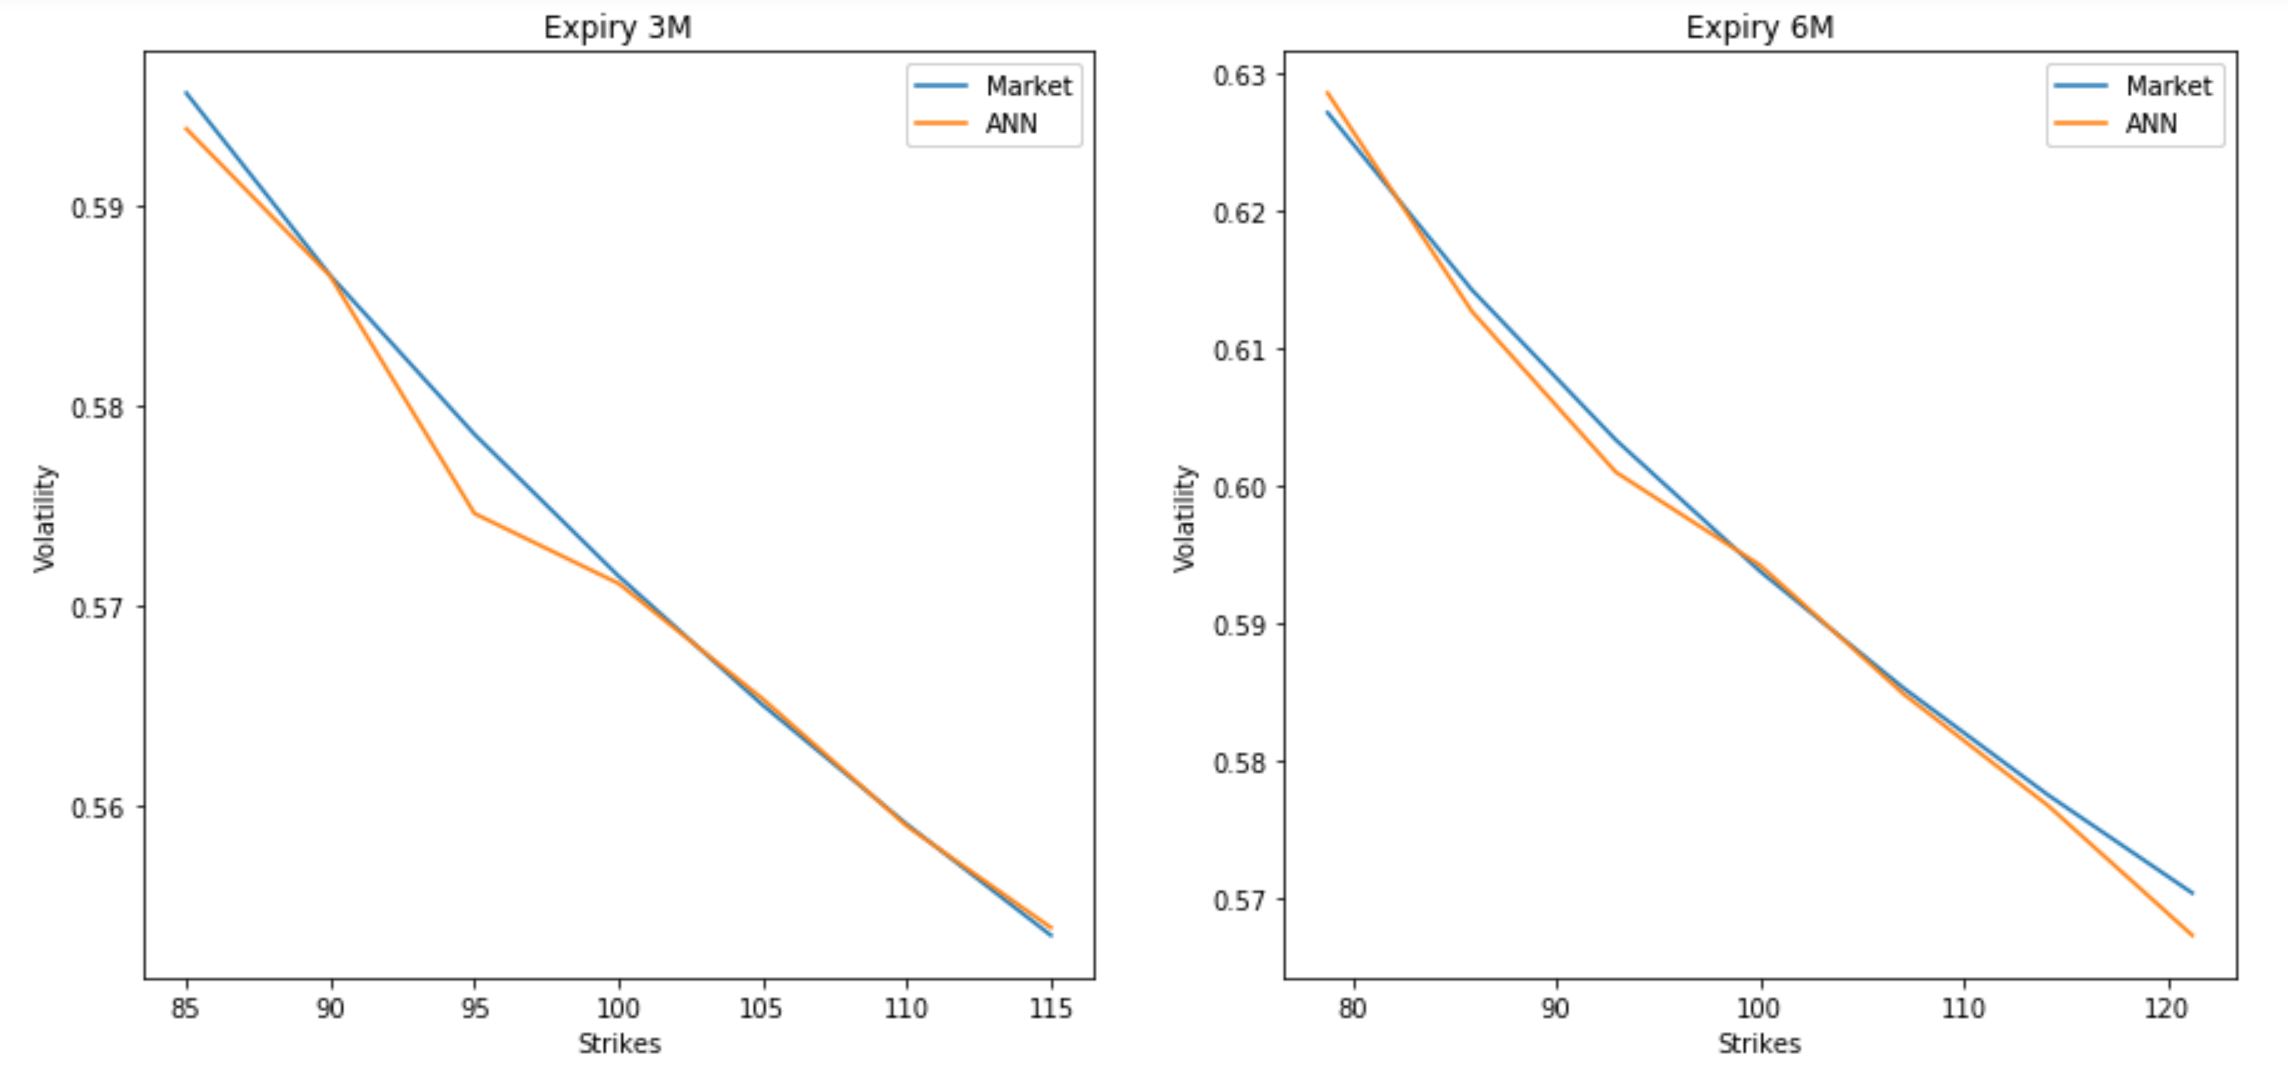 Expiry 3M
Market
ANN
0.59
0.58
0.57
0.56
Volatility
85 90 95 100 105 110 115
Strikes
Expiry 6M
Market
ANN
0.63
0.62
0.61
0.60
0.59
0.58
0.57
Volatility
80 90 100 110 120
Strikes